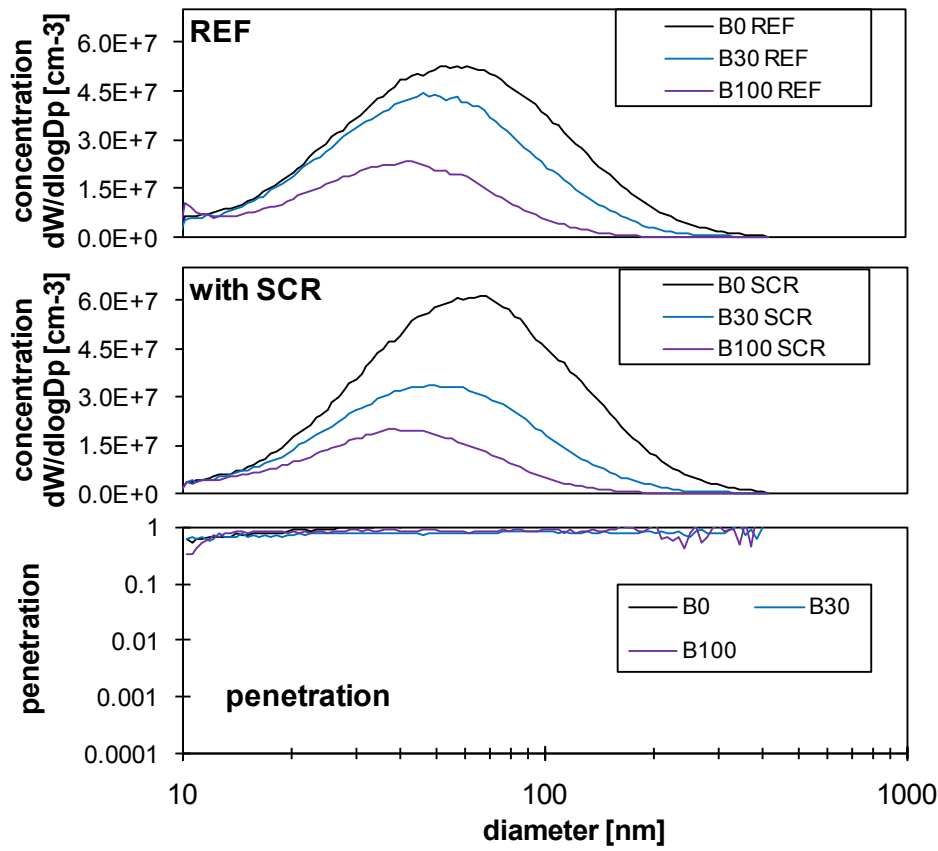 REF
B0 REF
B30 REF
B100 REF
concentration
dW/dlogDp [cm-3]
6.0E+7
4.5E+7
3.0E+7
1.5E+7
0.0E+0
with SCR
B0 SCR
B30 SCR
B100 SCR
concentration
dW/dlogDp [cm-3]
6.0E+7
4.5E+7
3.0E+7
1.5E+7
0.0E+0
penetration
1
0.1
0.01
0.001
0.0001
B0 B30
B100
penetration
10 100 1000
diameter [nm]